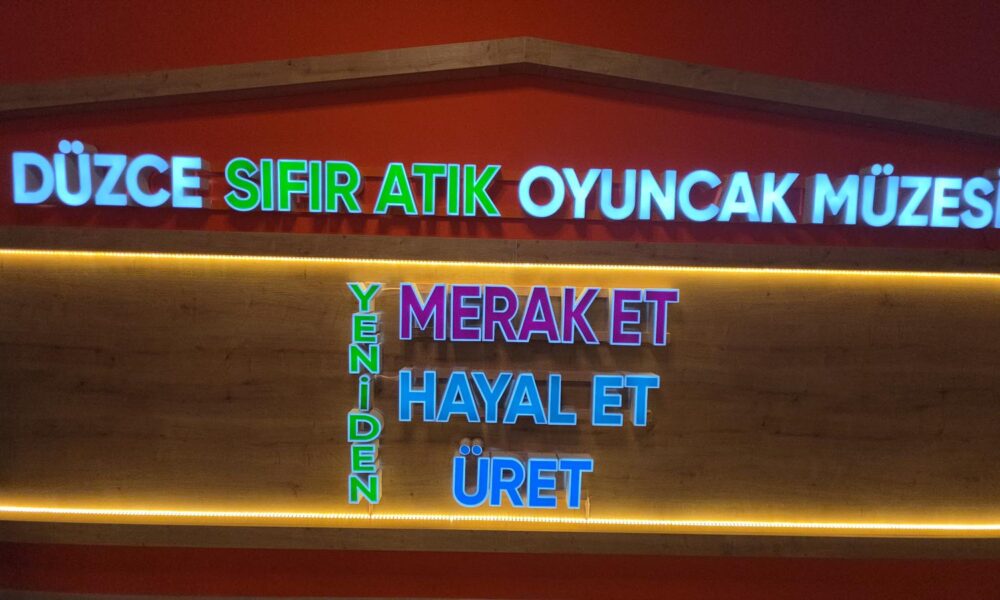 DÜZCE SIFIR ATIK OYUNCAK MÜZESİ
YENİDEN
MERAK ET
HAYAL ET
ÜRET